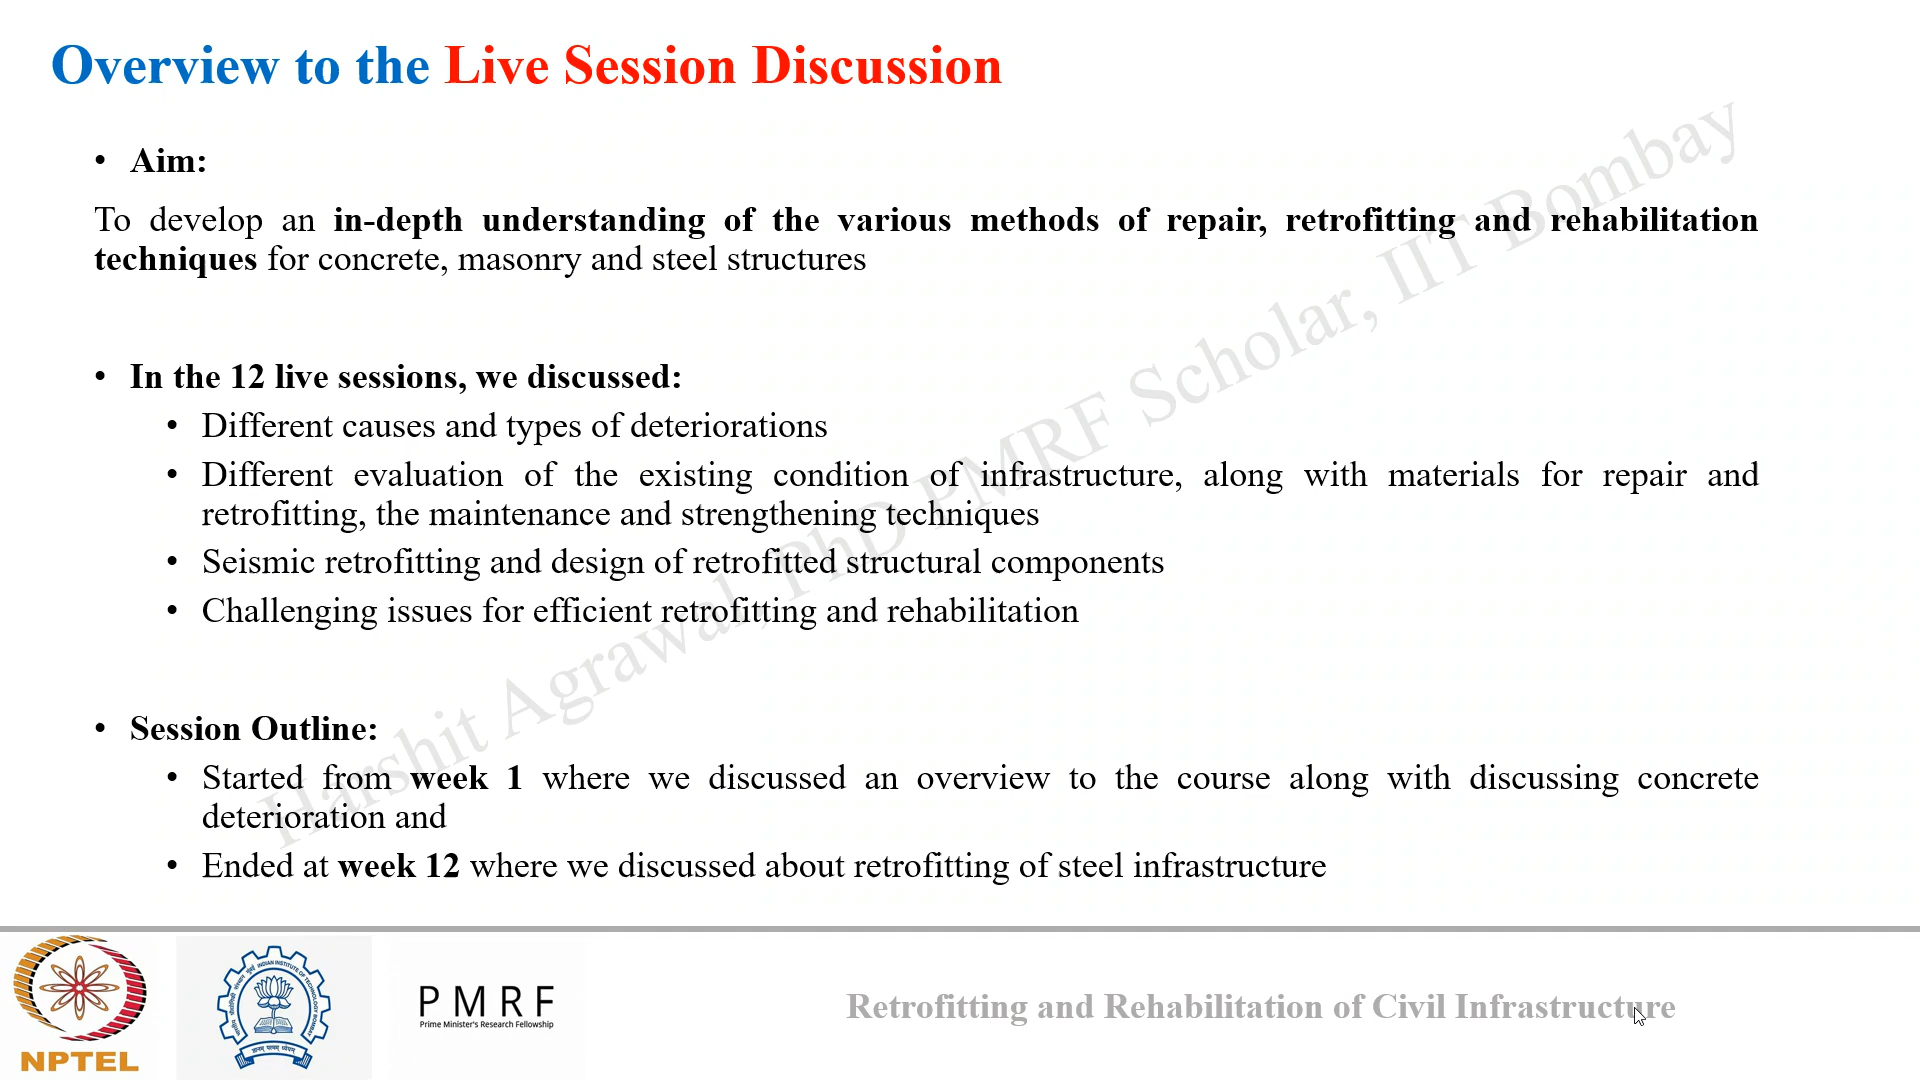 Overview to the Live Session Discussion
• Aim:
To develop an in-depth understanding of the various methods of repair, retrofitting and rehabilitation
techniques for concrete, masonry and steel structures
• In the 12 live sessions, we discussed:
• Different causes and types of deteriorations
• Different evaluation of the existing condition of infrastructure, along with materials for repair and
retrofitting, the maintenance and strengthening techniques
• Seismic retrofitting and design of retrofitted structural components
• Challenging issues for efficient retrofitting and rehabilitation
• Session Outline:
• Started from week 1 where we discussed an overview to the course along with discussing concrete
deterioration and
• Ended at week 12 where we discussed about retrofitting of steel infrastructure
Harshit Agrawal, PhD PMRF Scholar, IIT Bombay
NPTEL
INDIAN INSTITUTE OF TECHNOLOGY BOMBAY
PMRF
Prime Minister's Research Fellowship
Retrofitting and Rehabilitation of Civil Infrastructure